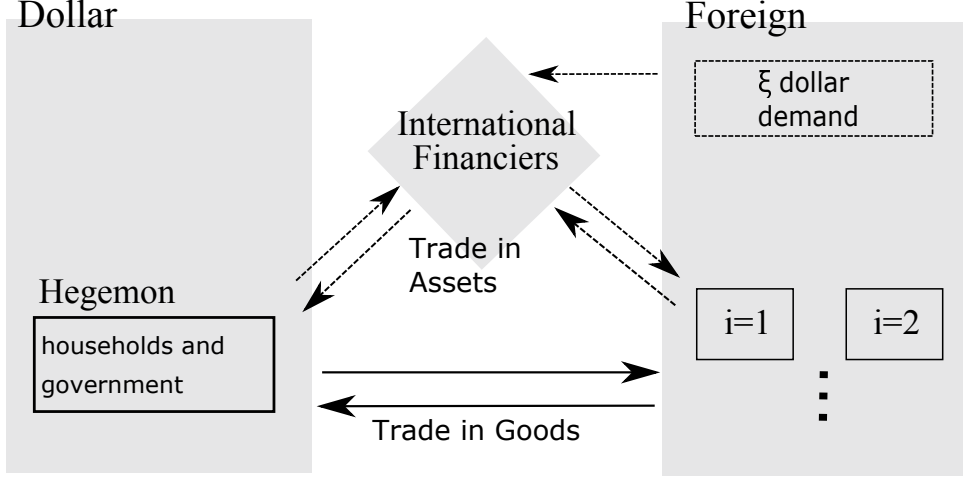 Dollar
Foreign
ξ dollar
demand
International
Financiers
Trade in
Assets
Hegemon
households and
government
i=1
i=2
Trade in Goods